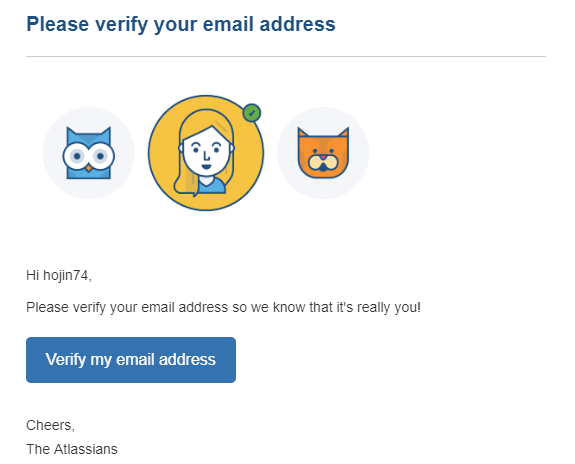 Please verify your email address
Hi hojin74,
Please verify your email address so we know that it's really you!
Verify my email address
Cheers,
The Atlassians